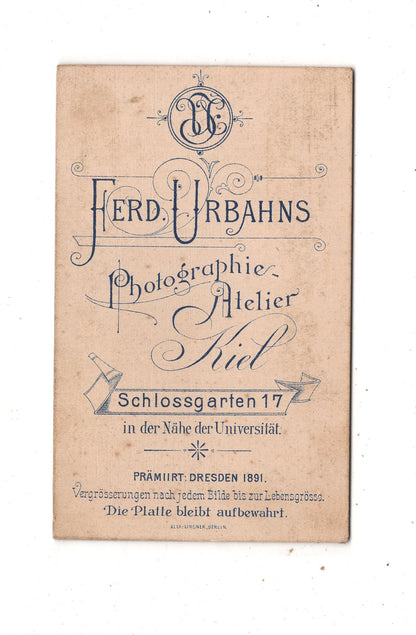 FERD. URBAHNS
Photographie-
Atelier
Kiel
Schlossgarten 17
in der Nähe der Universität.
PRÄMIIRT: DRESDEN 1891.
Vergrösserungen nach jedem Bilde bis zur Lebensgrösse.
Die Platte bleibt aufbewahrt.